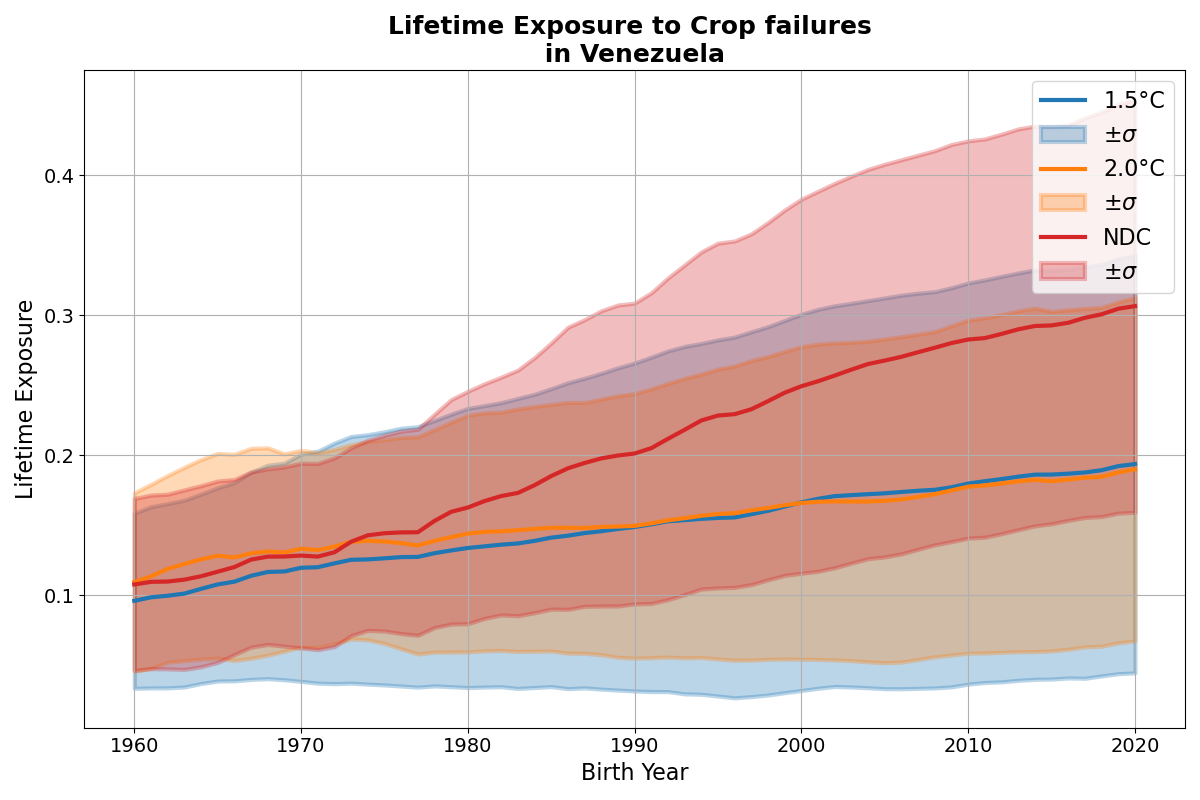 Lifetime Exposure to Crop failures
in Venezuela
1.5°C
±σ
2.0°C
±σ
NDC
±σ
Lifetime Exposure
0.4
0.3
0.2
0.1
1960
1970
1980
1990
2000
2010
2020
Birth Year